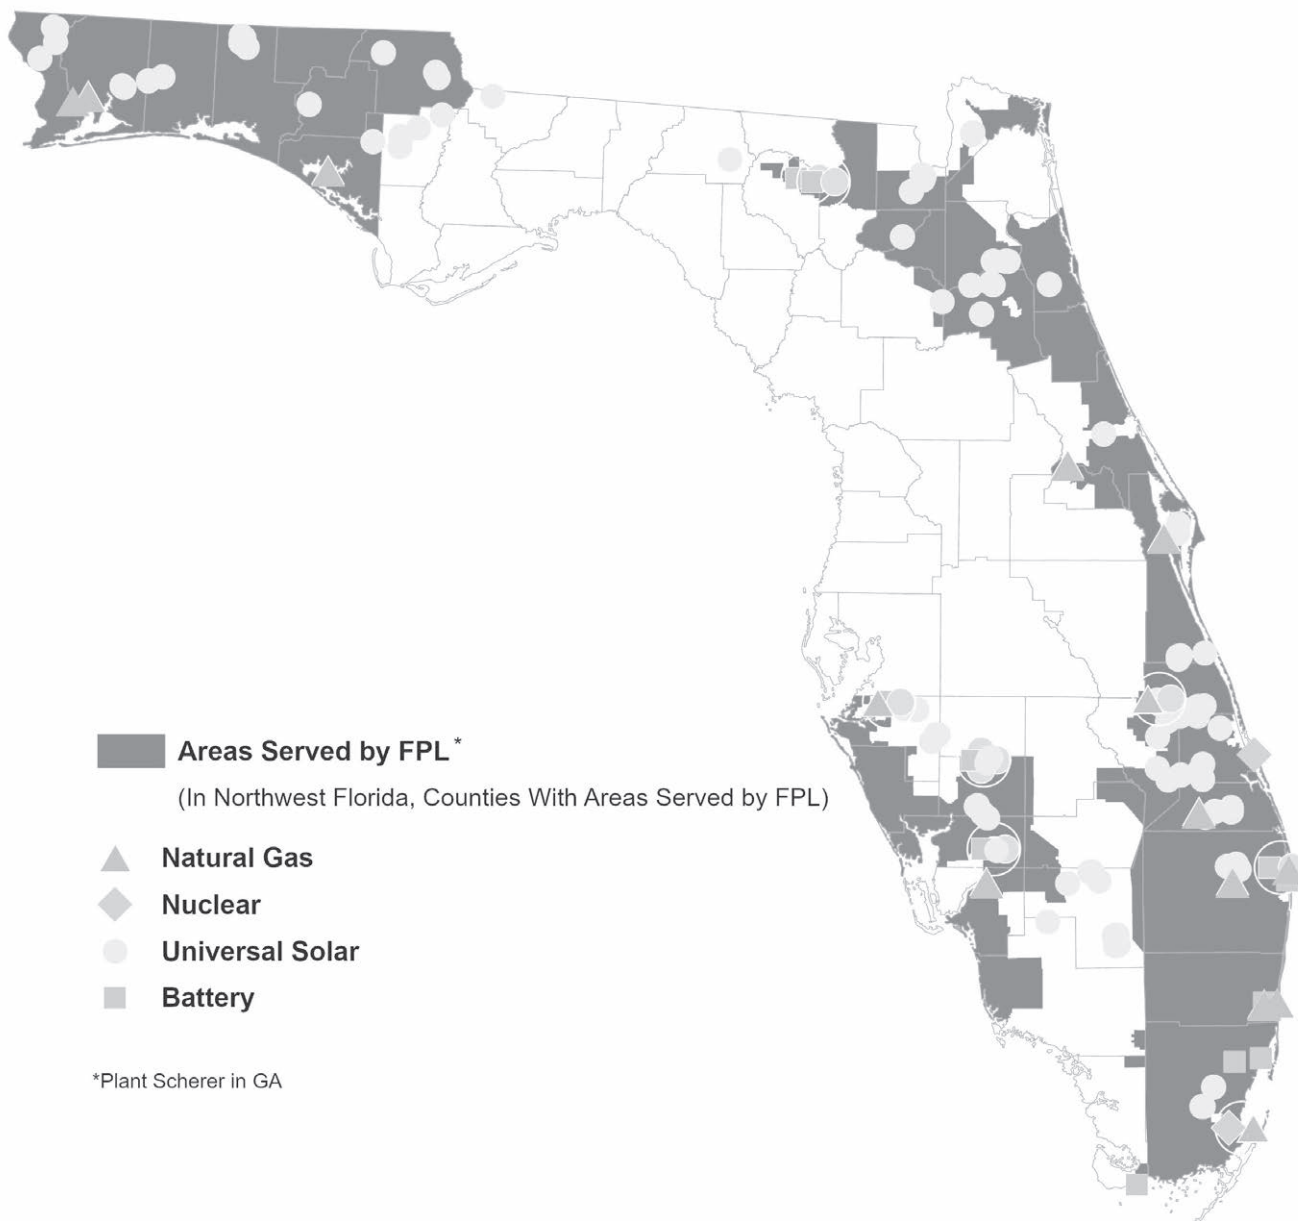 Areas Served by FPL*
(In Northwest Florida, Counties With Areas Served by FPL)
Natural Gas
Nuclear
Universal Solar
Battery
*Plant Scherer in GA